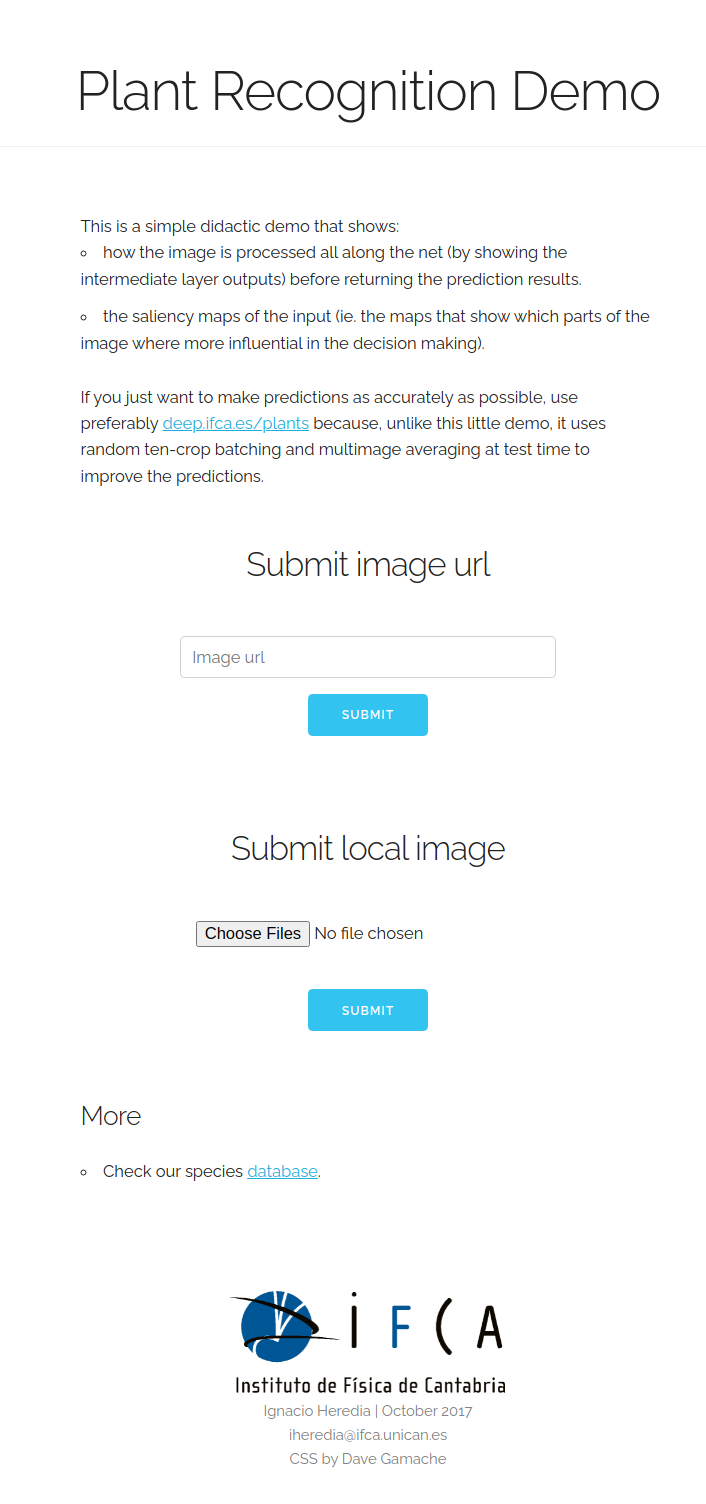 Plant Recognition Demo
This is a simple didactic demo that shows:
how the image is processed all along the net (by showing the
intermediate layer outputs) before returning the prediction results.
the saliency maps of the input (ie. the maps that show which parts of the
image where more influential in the decision making).
If you just want to make predictions as accurately as possible, use
preferably deep.ifca.es/plants because, unlike this little demo, it uses
random ten-crop batching and multimage averaging at test time to
improve the predictions.
Submit image url
Image url
SUBMIT
Submit local image
Choose Files No file chosen
SUBMIT
More
Check our species database.
iFCA
Instituto de Física de Cantabria
Ignacio Heredia | October 2017
iheredia@ifca.unican.es
CSS by Dave Gamache